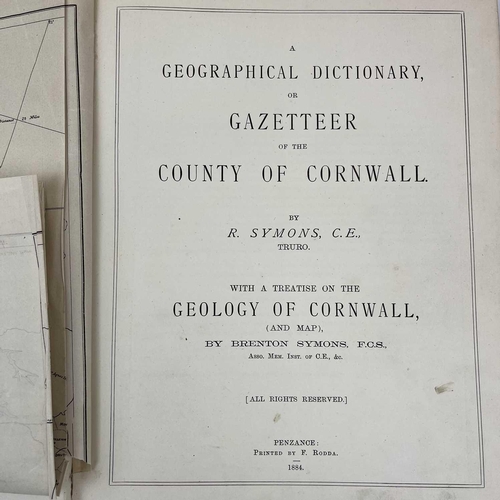 A
GEOGRAPHICAL DICTIONARY,
OR
GAZETTEER
OF THE
COUNTY OF CORNWALL.
BY
R. SYMONS, C.E.,
TRURO.
WITH A TREATISE ON THE
GEOLOGY OF CORNWALL,
(AND MAP),
BY BRENTON SYMONS, F.C.S.,
Asso. Mem. Inst. of C.E., &c.
[ALL RIGHTS RESERVED.]
PENZANCE:
Printed by F. Rodda.
1884.